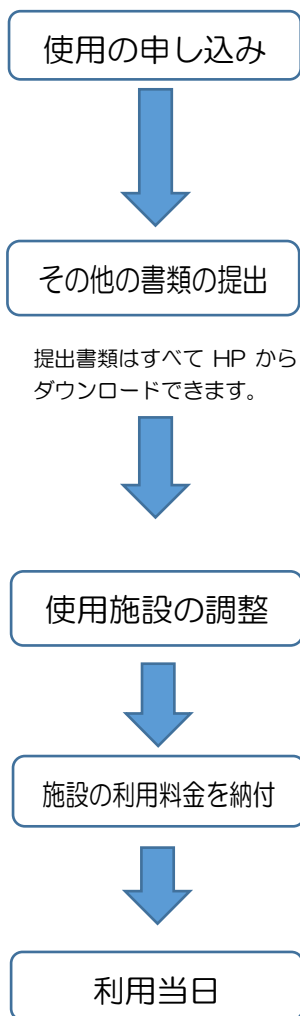 使用の申し込み
その他の書類の提出
提出書類はすべて HP から
ダウンロードできます。
使用施設の調整
施設の利用料金を納付
利用当日